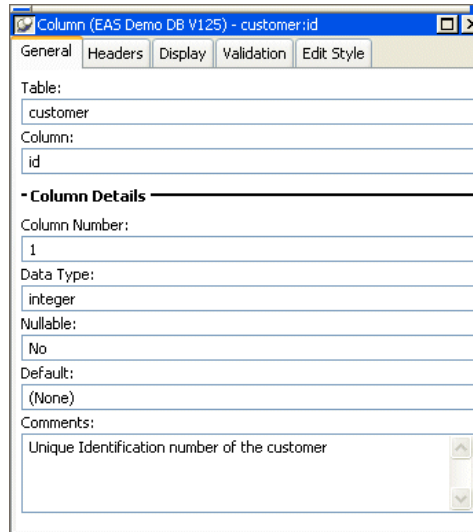 Column (EAS Demo DB V125) - customer:id
General Headers Display Validation Edit Style
Table:
customer
Column:
id
Column Details
Column Number:
1
Data Type:
integer
Nullable:
No
Default:
(None)
Comments:
Unique Identification number of the customer